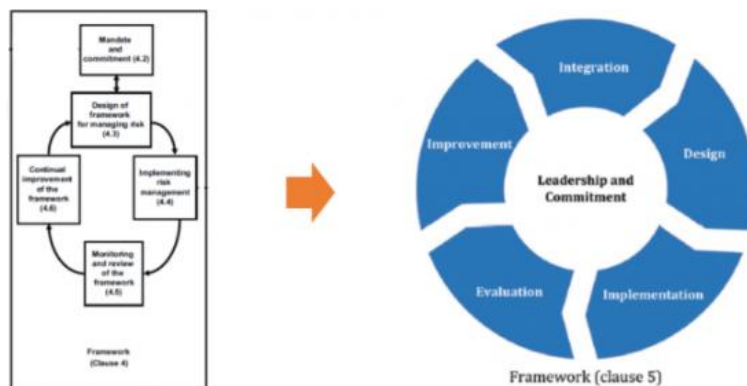 Mandate
and
commitment (4.2)
Design of
framework
for managing risk
(4.3)
Continual
improvement
of the
framework (4.6)
Implementing
risk
management
(4.4)
Monitoring
and review
of the
framework
(4.5)
Framework
(Clause 4)
Integration
Improvement
Design
Leadership and
Commitment
Evaluation
Implementation
Framework (clause 5)